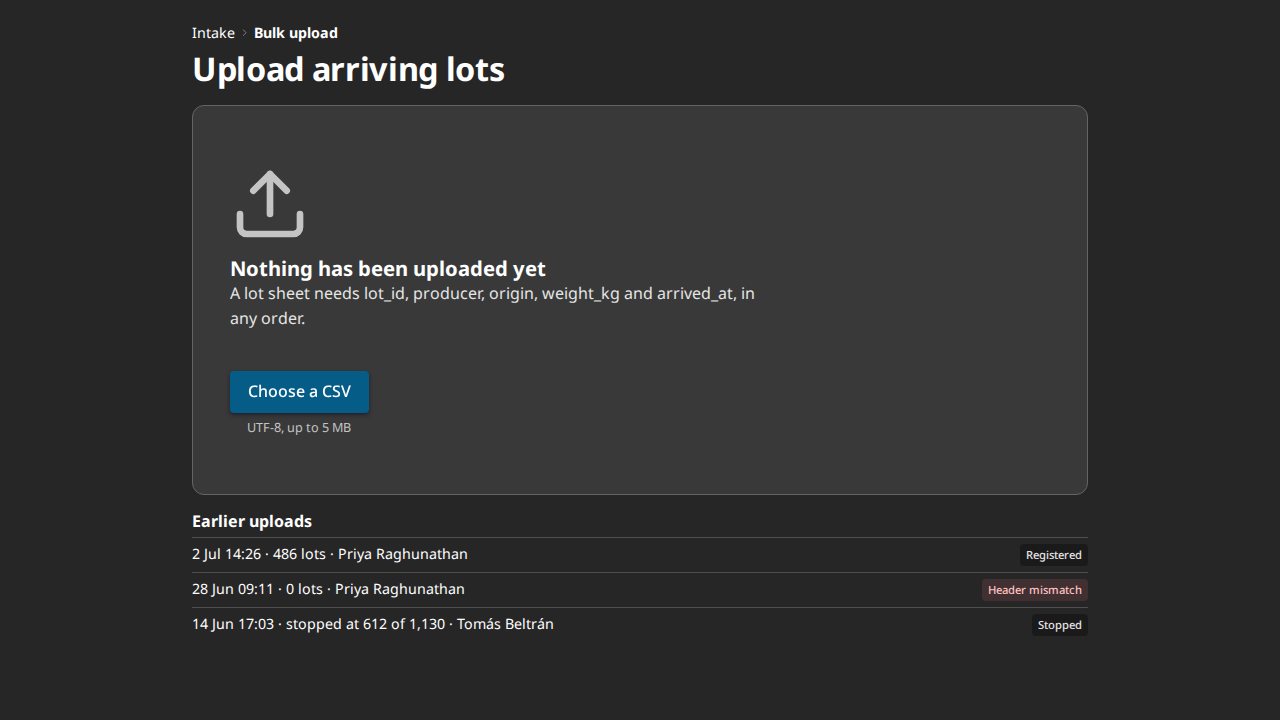 Intake › Bulk upload
Upload arriving lots
Nothing has been uploaded yet
A lot sheet needs lot_id, producer, origin, weight_kg and arrived_at, in
any order.
Choose a CSV
UTF-8, up to 5 MB
Earlier uploads
2 Jul 14:26 · 486 lots · Priya Raghunathan Registered
28 Jun 09:11 · 0 lots · Priya Raghunathan Header mismatch
14 Jun 17:03 · stopped at 612 of 1,130 · Tomás Beltrán Stopped